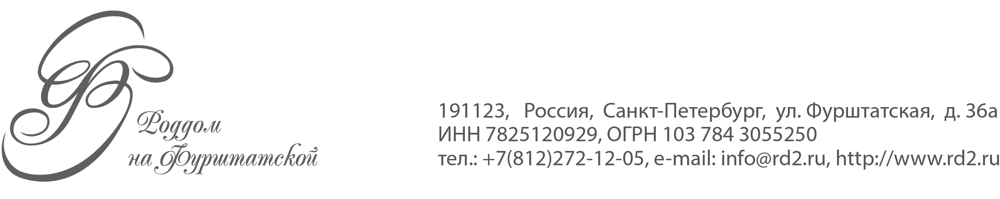 Роддом
на Фурштатской
191123, Россия, Санкт-Петербург, ул. Фурштатская, д. 36а
ИНН 7825120929, ОГРН 103 784 3055250
тел.: +7(812)272-12-05, e-mail: info@rd2.ru, http://www.rd2.ru